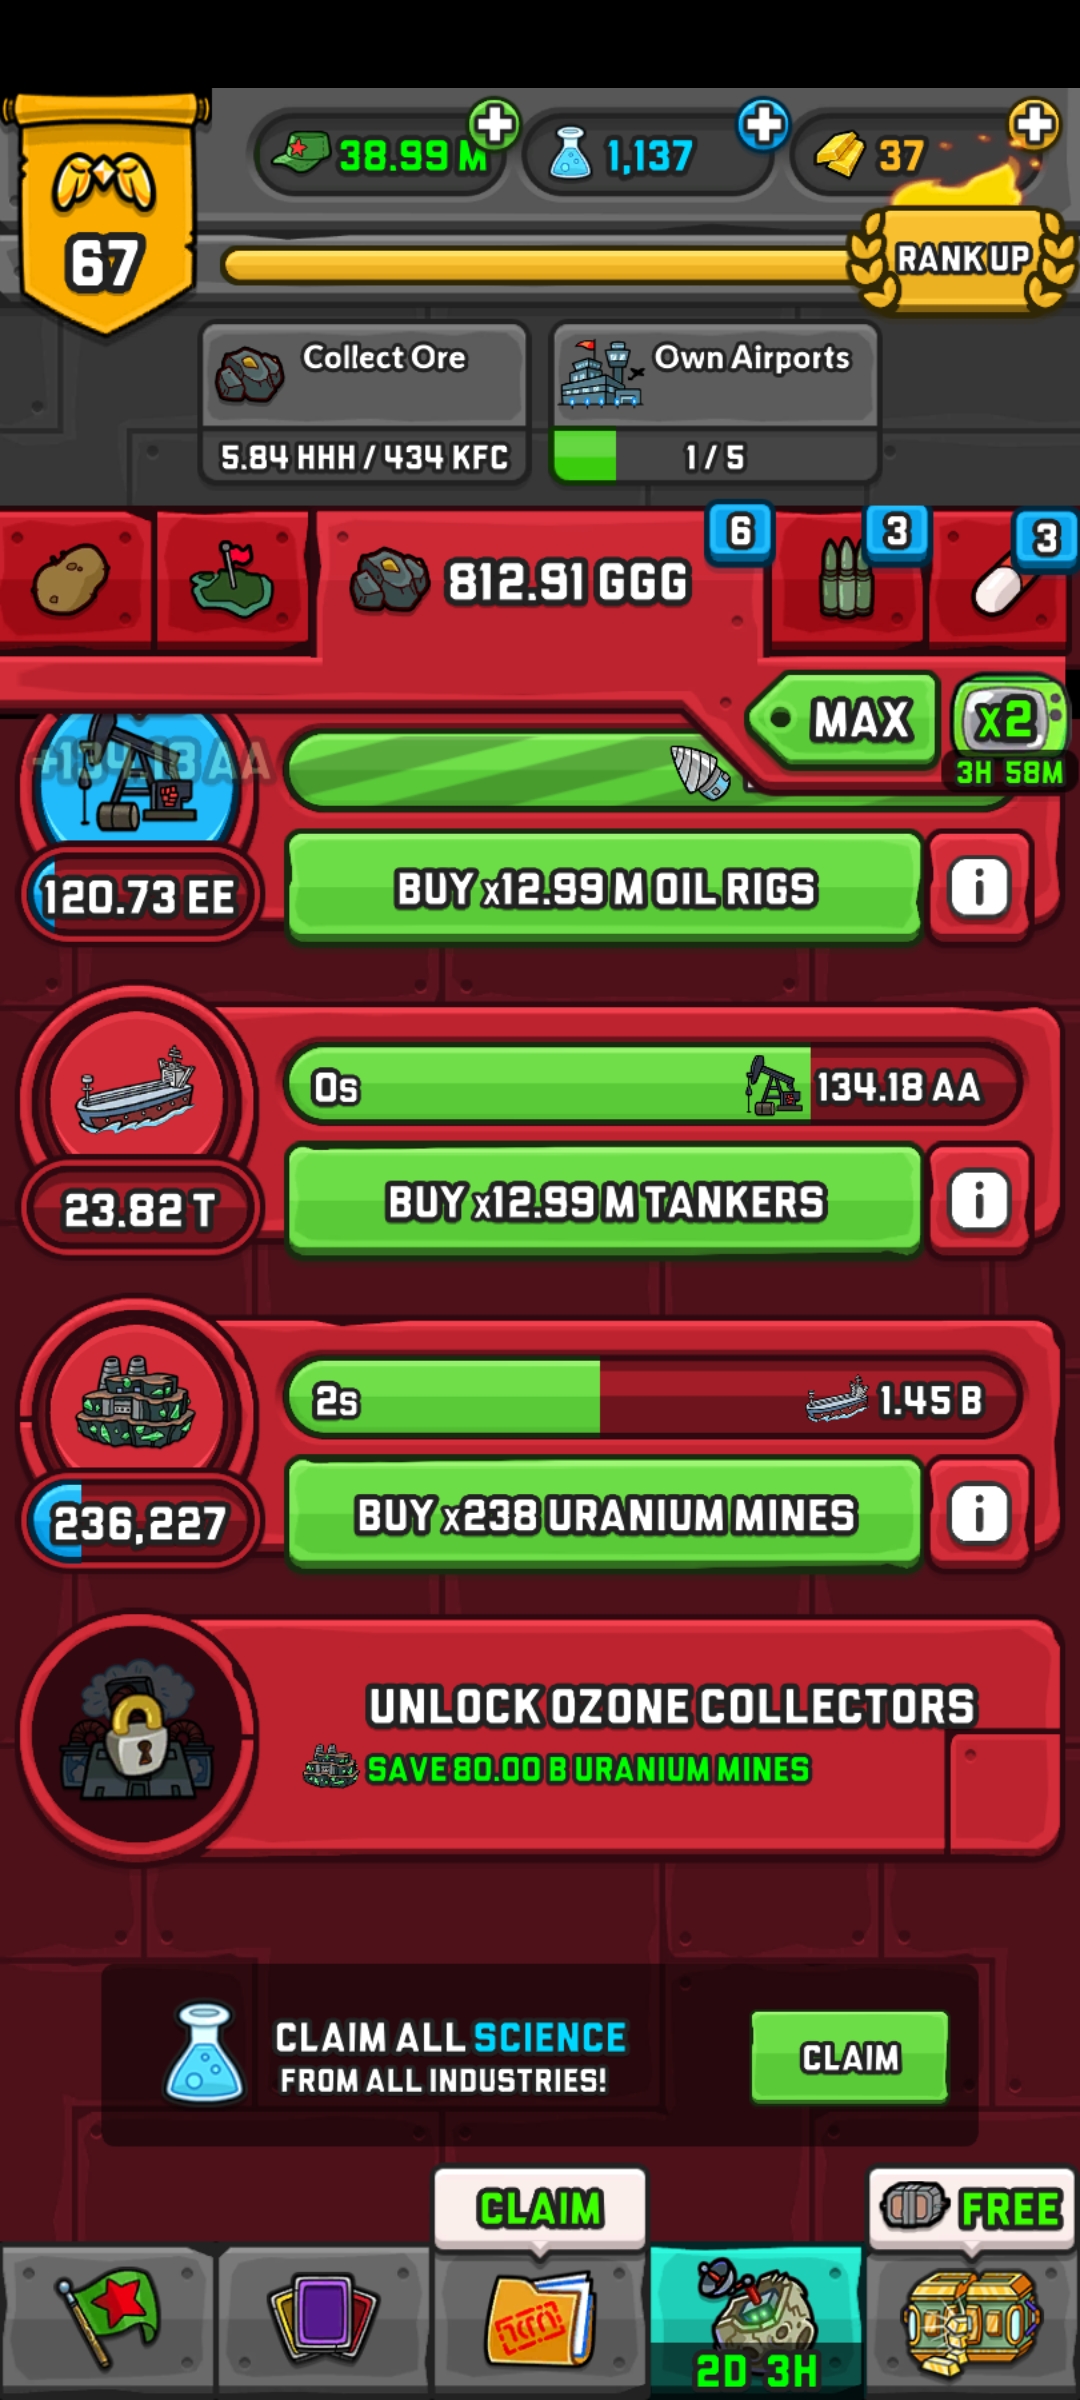 38.99 M
1,137
37
67
RANK UP
Collect Ore
Own Airports
5.84 HHH / 434 KFC
1 / 5
812.91 GGG
6
3
3
MAX
x2
3H 58M
+134.18 AA
120.73 EE
BUY x12.99 M OIL RIGS
i
0s
134.18 AA
23.82 T
BUY x12.99 M TANKERS
i
2s
1.45 B
236,227
BUY x238 URANIUM MINES
i
UNLOCK OZONE COLLECTORS
SAVE 80.00 B URANIUM MINES
CLAIM ALL SCIENCE
FROM ALL INDUSTRIES!
CLAIM
CLAIM
FREE
2D 3H